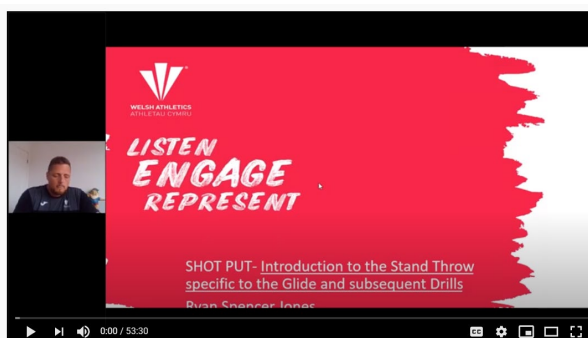 WELSH ATHLETICS
ATHLETAU CYMRU
LISTEN
ENGAGE
REPRESENT
SHOT PUT- Introduction to the Stand Throw
specific to the Glide and subsequent Drills
Ryan Spencer Jones
0:00 / 53:30
CC